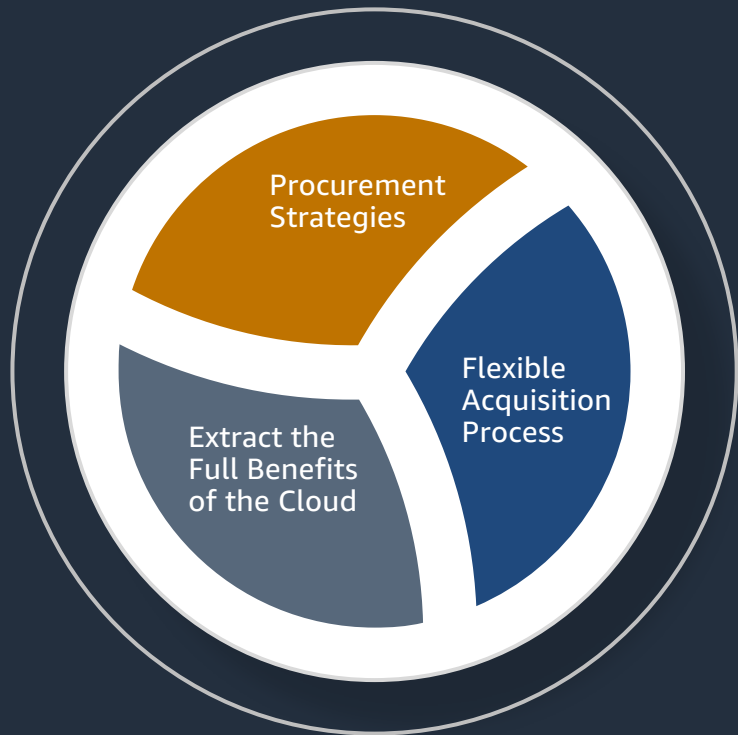 Procurement
Strategies
Flexible
Acquisition
Process
Extract the
Full Benefits
of the Cloud